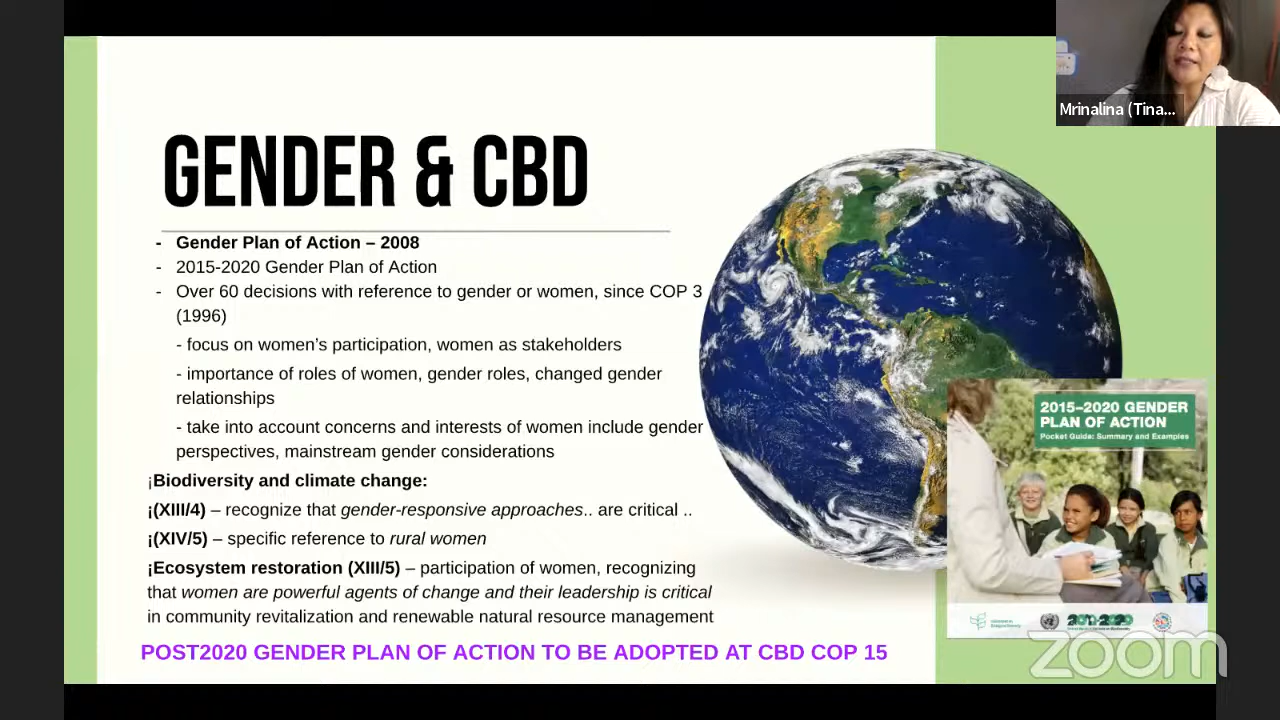 Mrinalina (Tina...
GENDER & CBD
- Gender Plan of Action – 2008
- 2015-2020 Gender Plan of Action
- Over 60 decisions with reference to gender or women, since COP 3
(1996)
- focus on women’s participation, women as stakeholders
- importance of roles of women, gender roles, changed gender
relationships
- take into account concerns and interests of women include gender
perspectives, mainstream gender considerations
¡Biodiversity and climate change:
¡(XIII/4) – recognize that gender-responsive approaches.. are critical ..
¡(XIV/5) – specific reference to rural women
¡Ecosystem restoration (XIII/5) – participation of women, recognizing
that women are powerful agents of change and their leadership is critical
in community revitalization and renewable natural resource management
POST2020 GENDER PLAN OF ACTION TO BE ADOPTED AT CBD COP 15
2015–2020 GENDER
PLAN OF ACTION
Pocket Guide: Summary and Examples
zoom